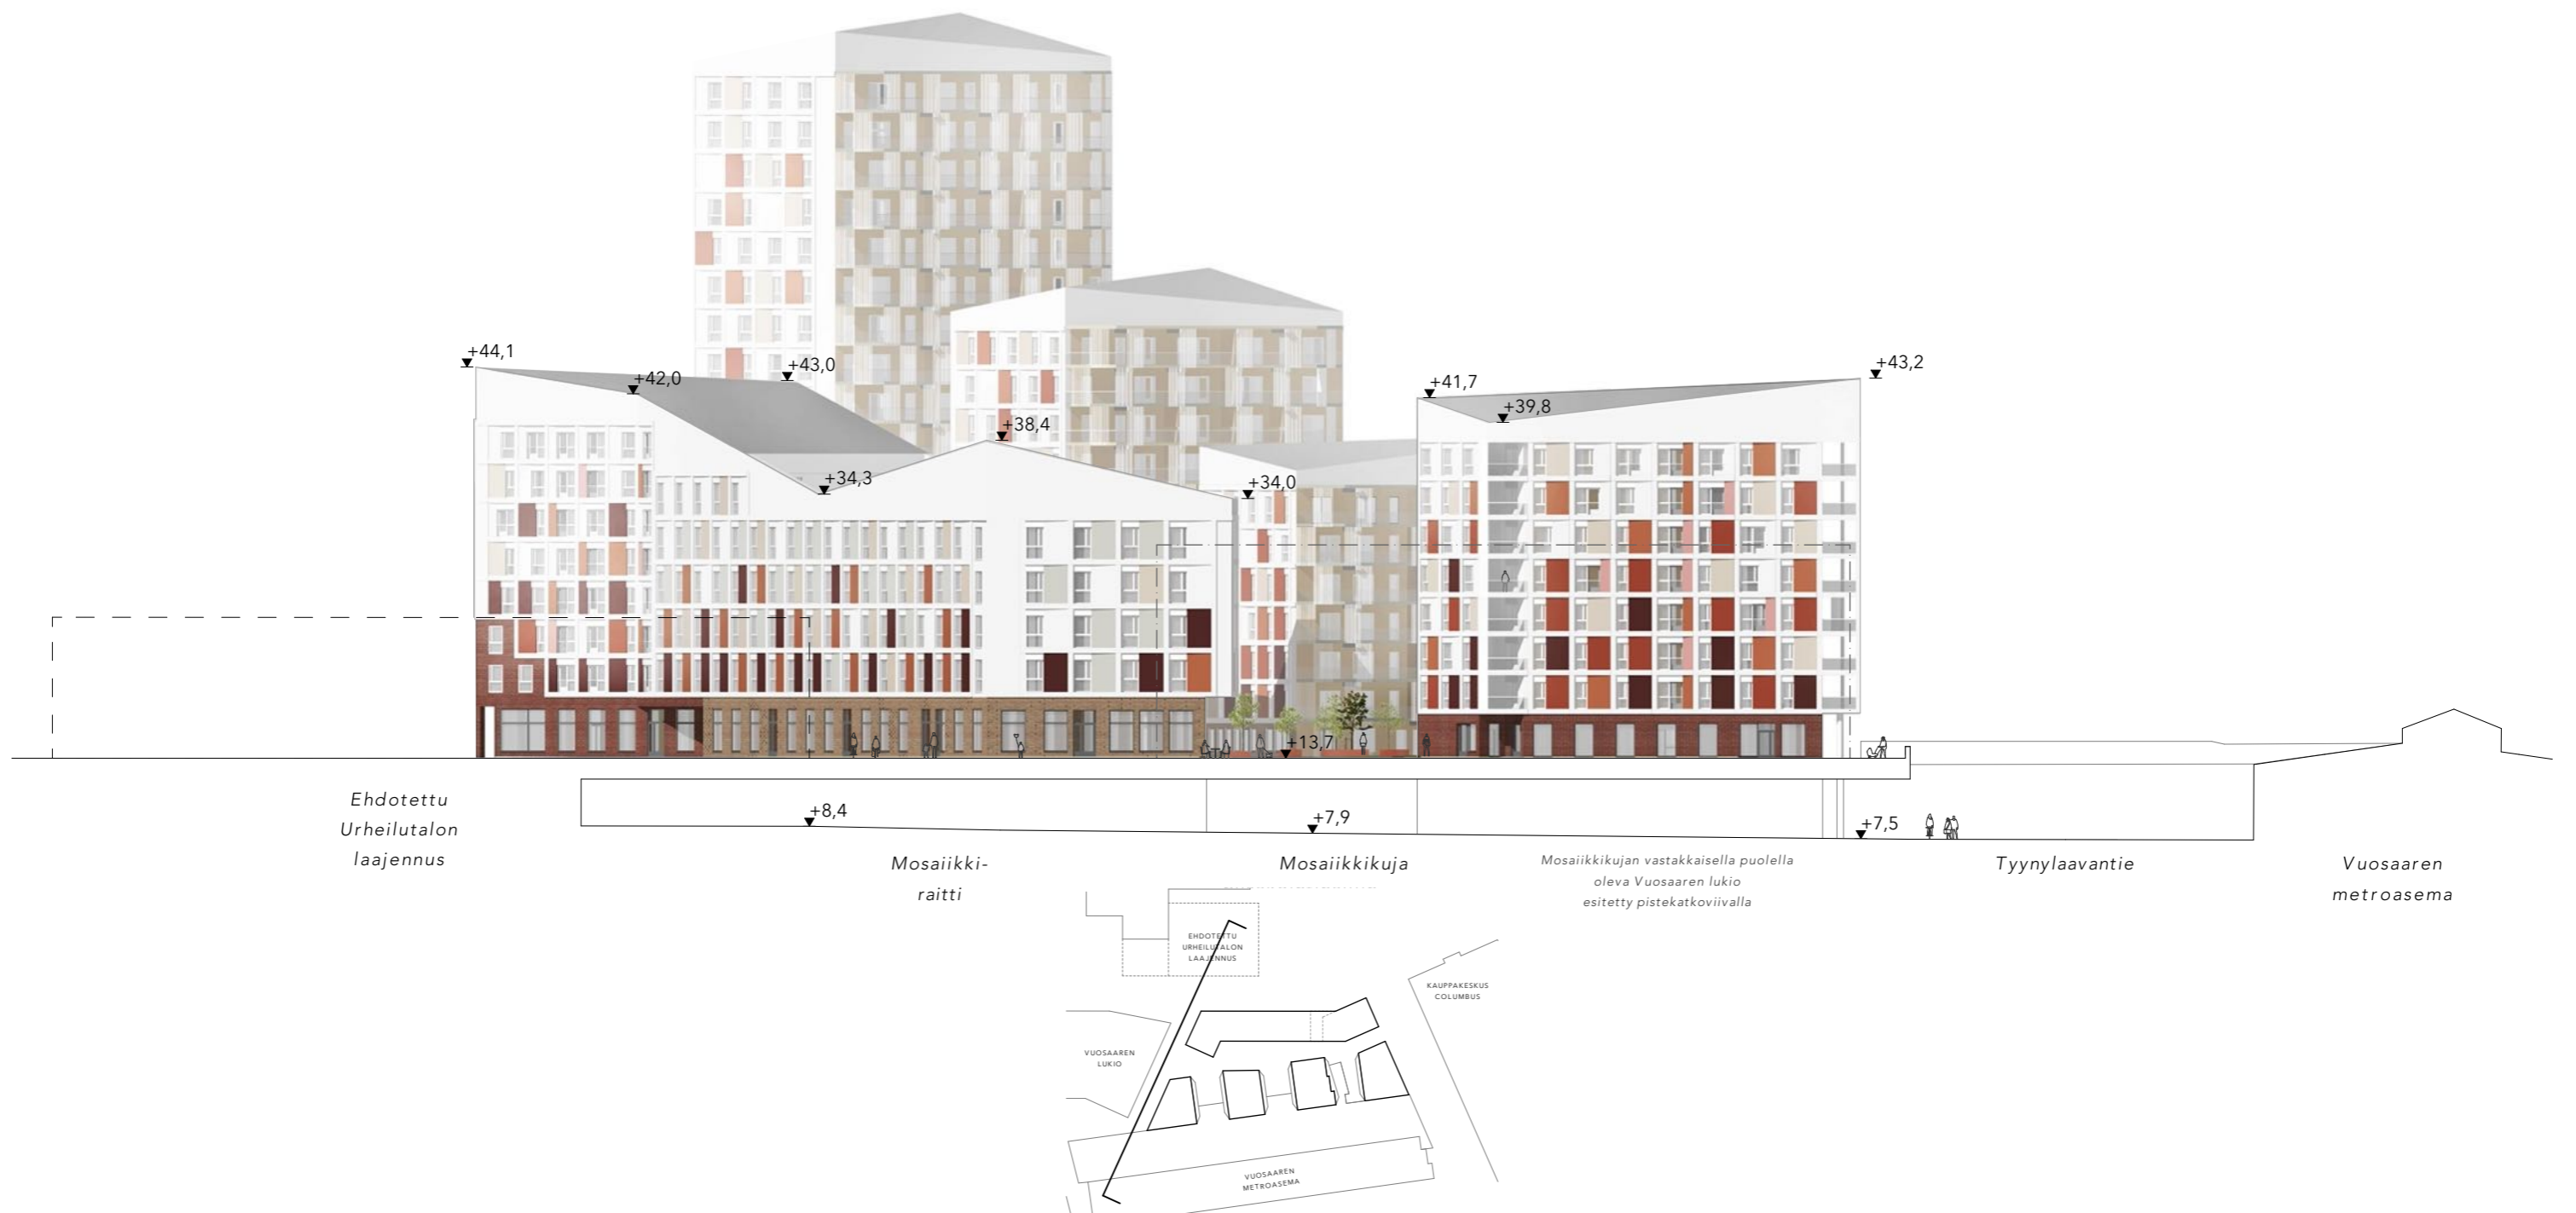 +44,1
+42,0
+43,0
+34,3
+38,4
+34,0
+41,7
+39,8
+43,2
+13,7
+8,4
+7,9
+7,5
Ehdotettu
Urheilutalon
laajennus
Mosaiikki-
raitti
Mosaiikkikuja
Mosaiikkikujan vastakkaisella puolella
oleva Vuosaaren lukio
esitetty pistekatkoviivalla
Tyynylaavantie
Vuosaaren
metroasema
EHDOTETTU
URHEILUTALON
LAAJENNUS
KAUPPAKESKUS
COLUMBUS
VUOSAAREN
LUKIO
VUOSAAREN
METROASEMA